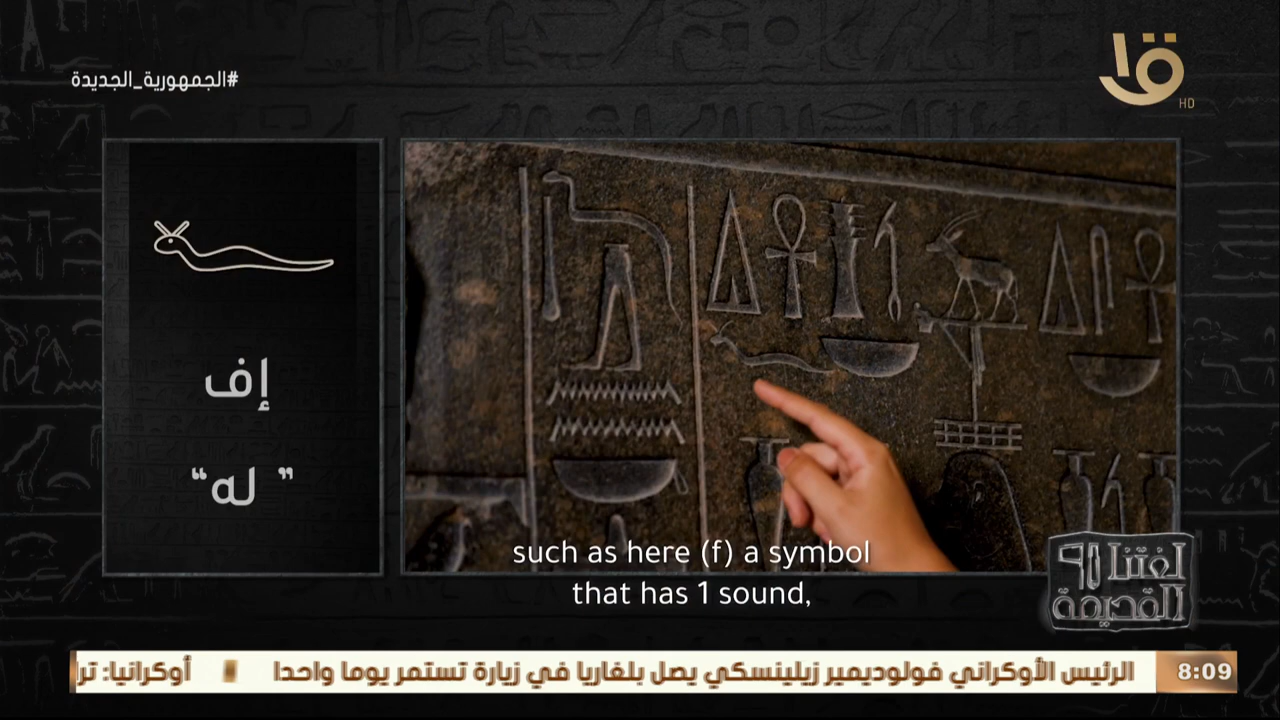 #الجمهورية_الجديدة
HD
إف
” له “
such as here (f) a symbol
that has 1 sound,
لغتنا
القديمة
8:09
الرئيس الأوكراني فولوديمير زيلينسكي يصل بلغاريا في زيارة تستمر يوما واحدا
أوكرانيا: